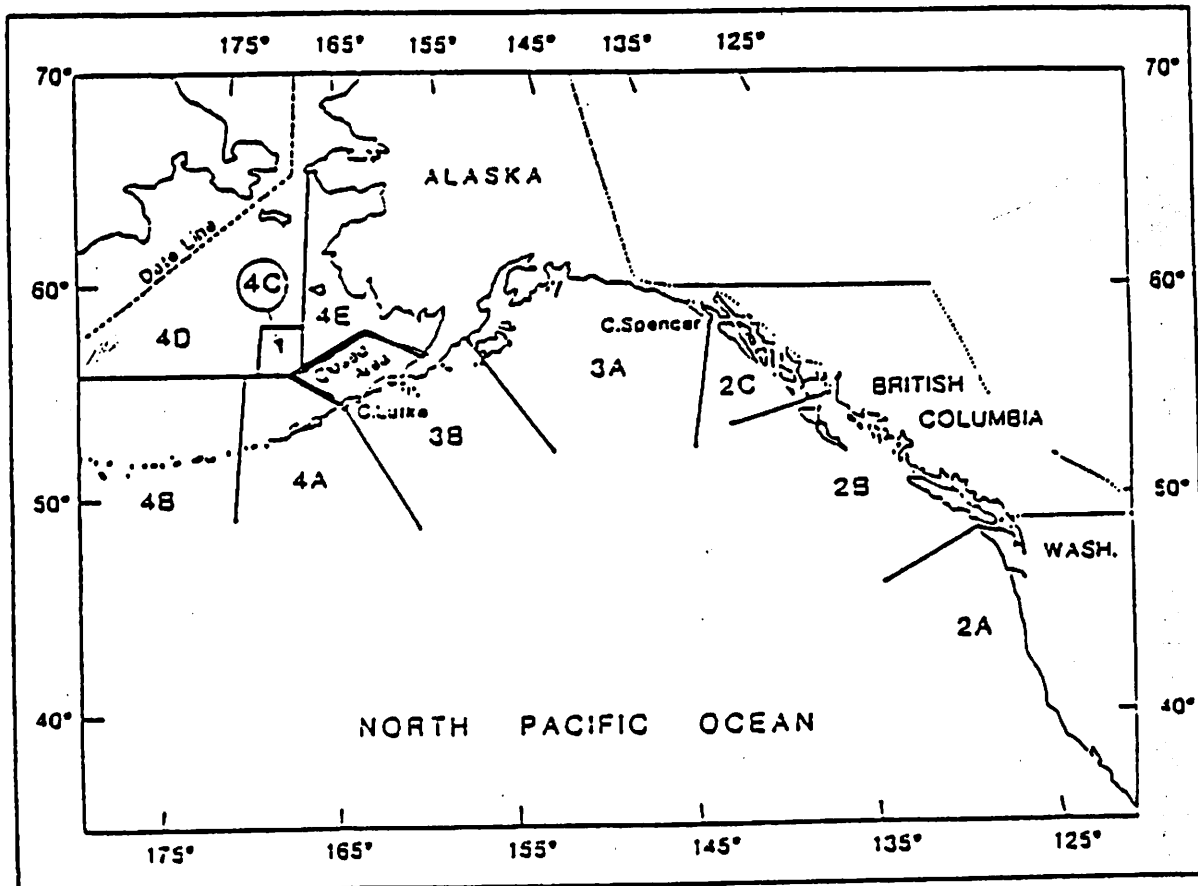 175° 165° 155° 145° 135° 125°
70° 70°
ALASKA
Date Line
4C
60° 60°
4E
C.Spencer
4D
3A
2C
BRITISH
COLUMBIA
C.Lutke
3B
4A
2B
4B
50° 50°
WASH.
2A
40° 40°
NORTH PACIFIC OCEAN
175° 165° 155° 145° 135° 125°